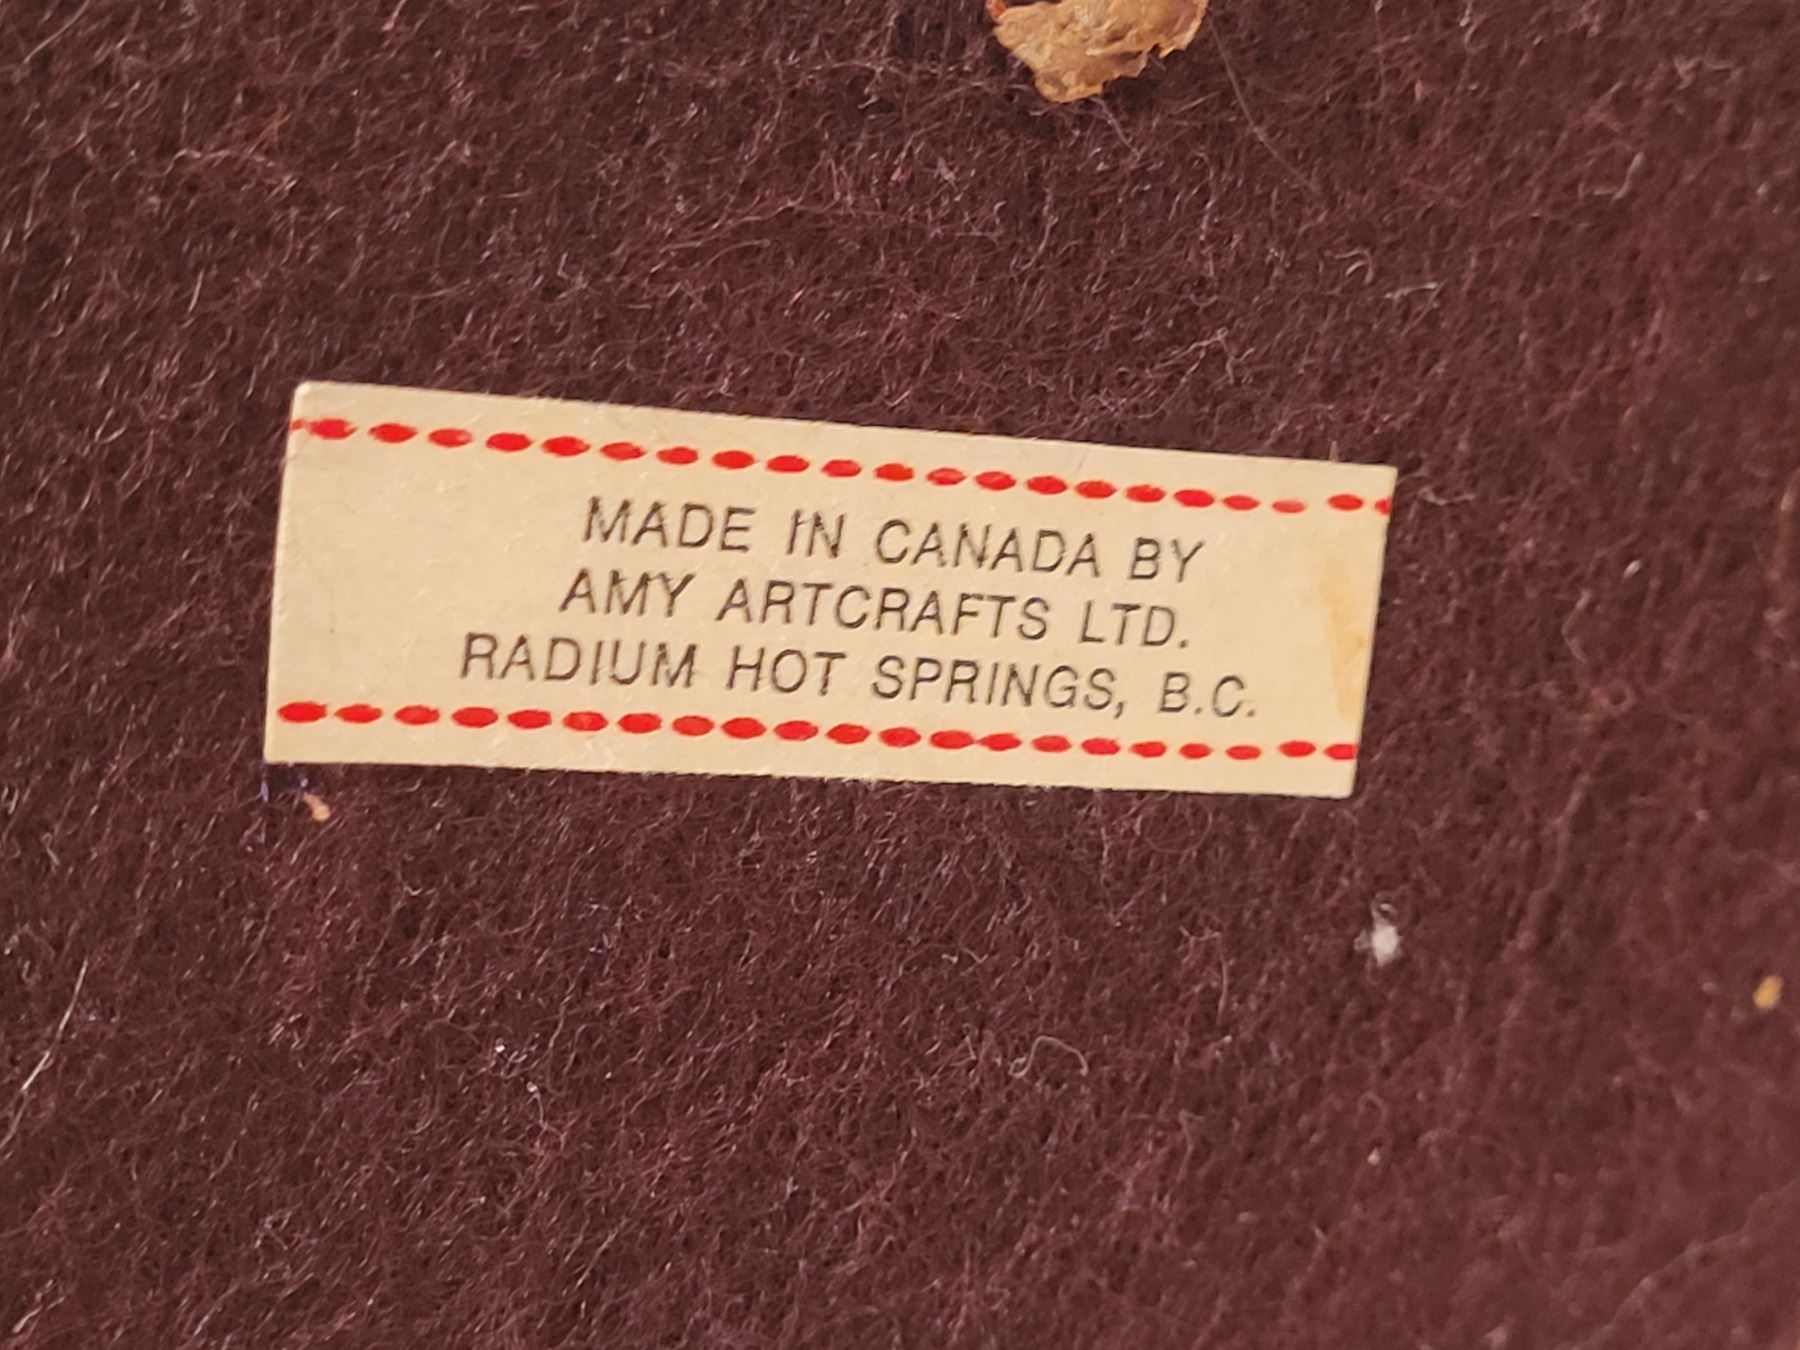 MADE IN CANADA BY
AMY ARTCRAFTS LTD.
RADIUM HOT SPRINGS, B.C.